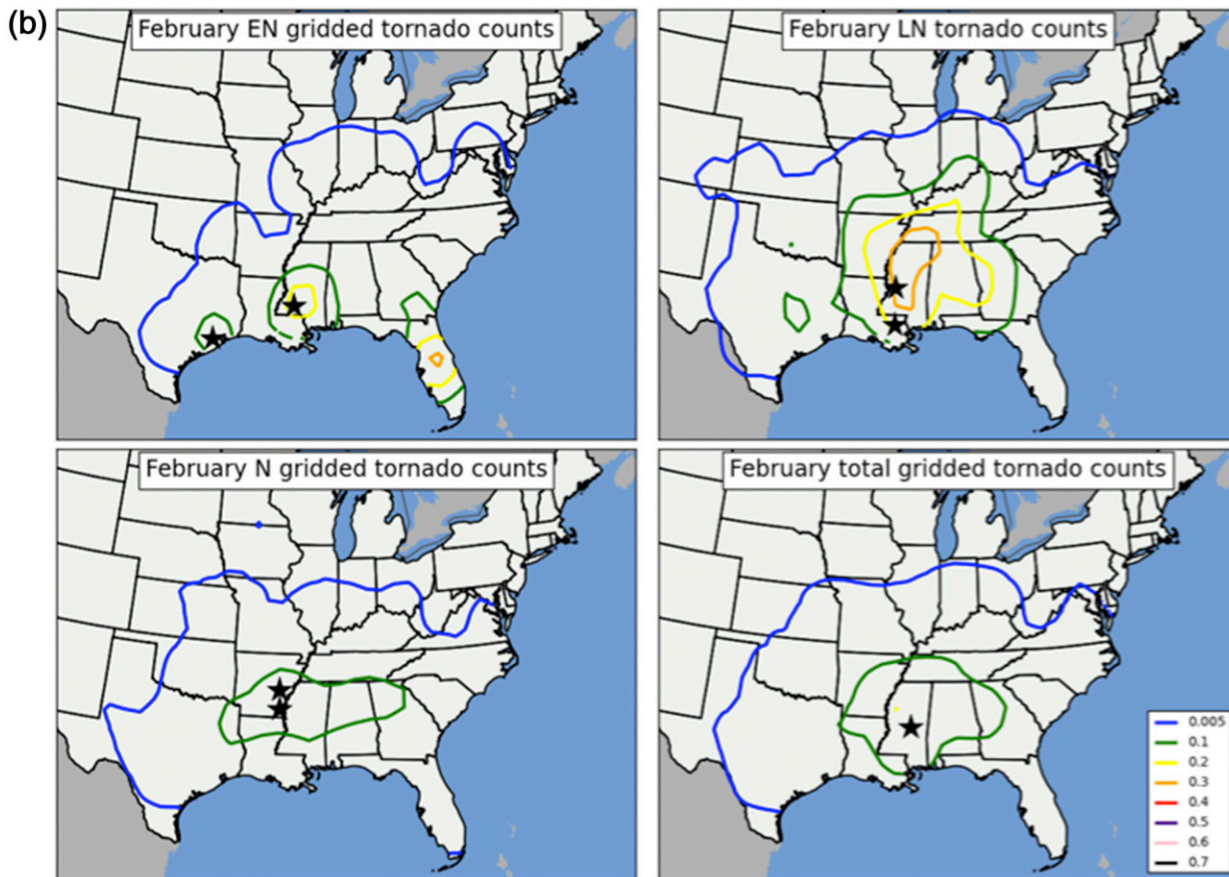 (b)
February EN gridded tornado counts
February LN tornado counts
February N gridded tornado counts
February total gridded tornado counts
0.005
0.1
0.2
0.3
0.4
0.5
0.6
0.7